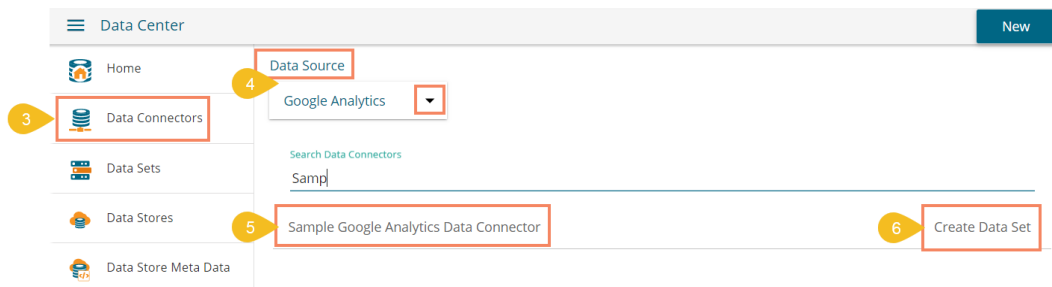 Data Center
New
Home
Data Source
4
Google Analytics
3
Data Connectors
Search Data Connectors
Data Sets
Samp
Data Stores
5
Sample Google Analytics Data Connector
6
Create Data Set
Data Store Meta Data